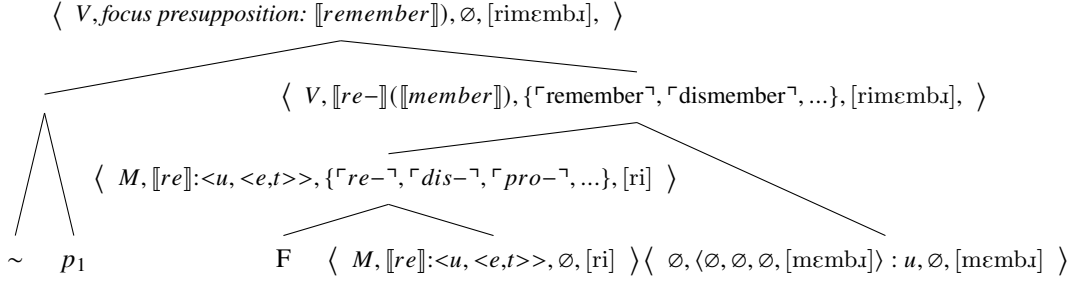 ⟨ V, focus presupposition: ⟦remember⟧), ∅, [rimɛmbɹ], ⟩
⟨ V, ⟦re−⟧(⟦member⟧), {⌜remember⌝, ⌜dismember⌝, ...}, [rimɛmbɹ], ⟩
⟨ M, ⟦re⟧:<u, <e,t>>, {⌜re−⌝, ⌜dis−⌝, ⌜pro−⌝, ...}, [ri] ⟩
∼ p₁ F ⟨ M, ⟦re⟧:<u, <e,t>>, ∅, [ri] ⟩⟨ ∅, ⟨∅, ∅, ∅, [mɛmbɹ]⟩ : u, ∅, [mɛmbɹ] ⟩